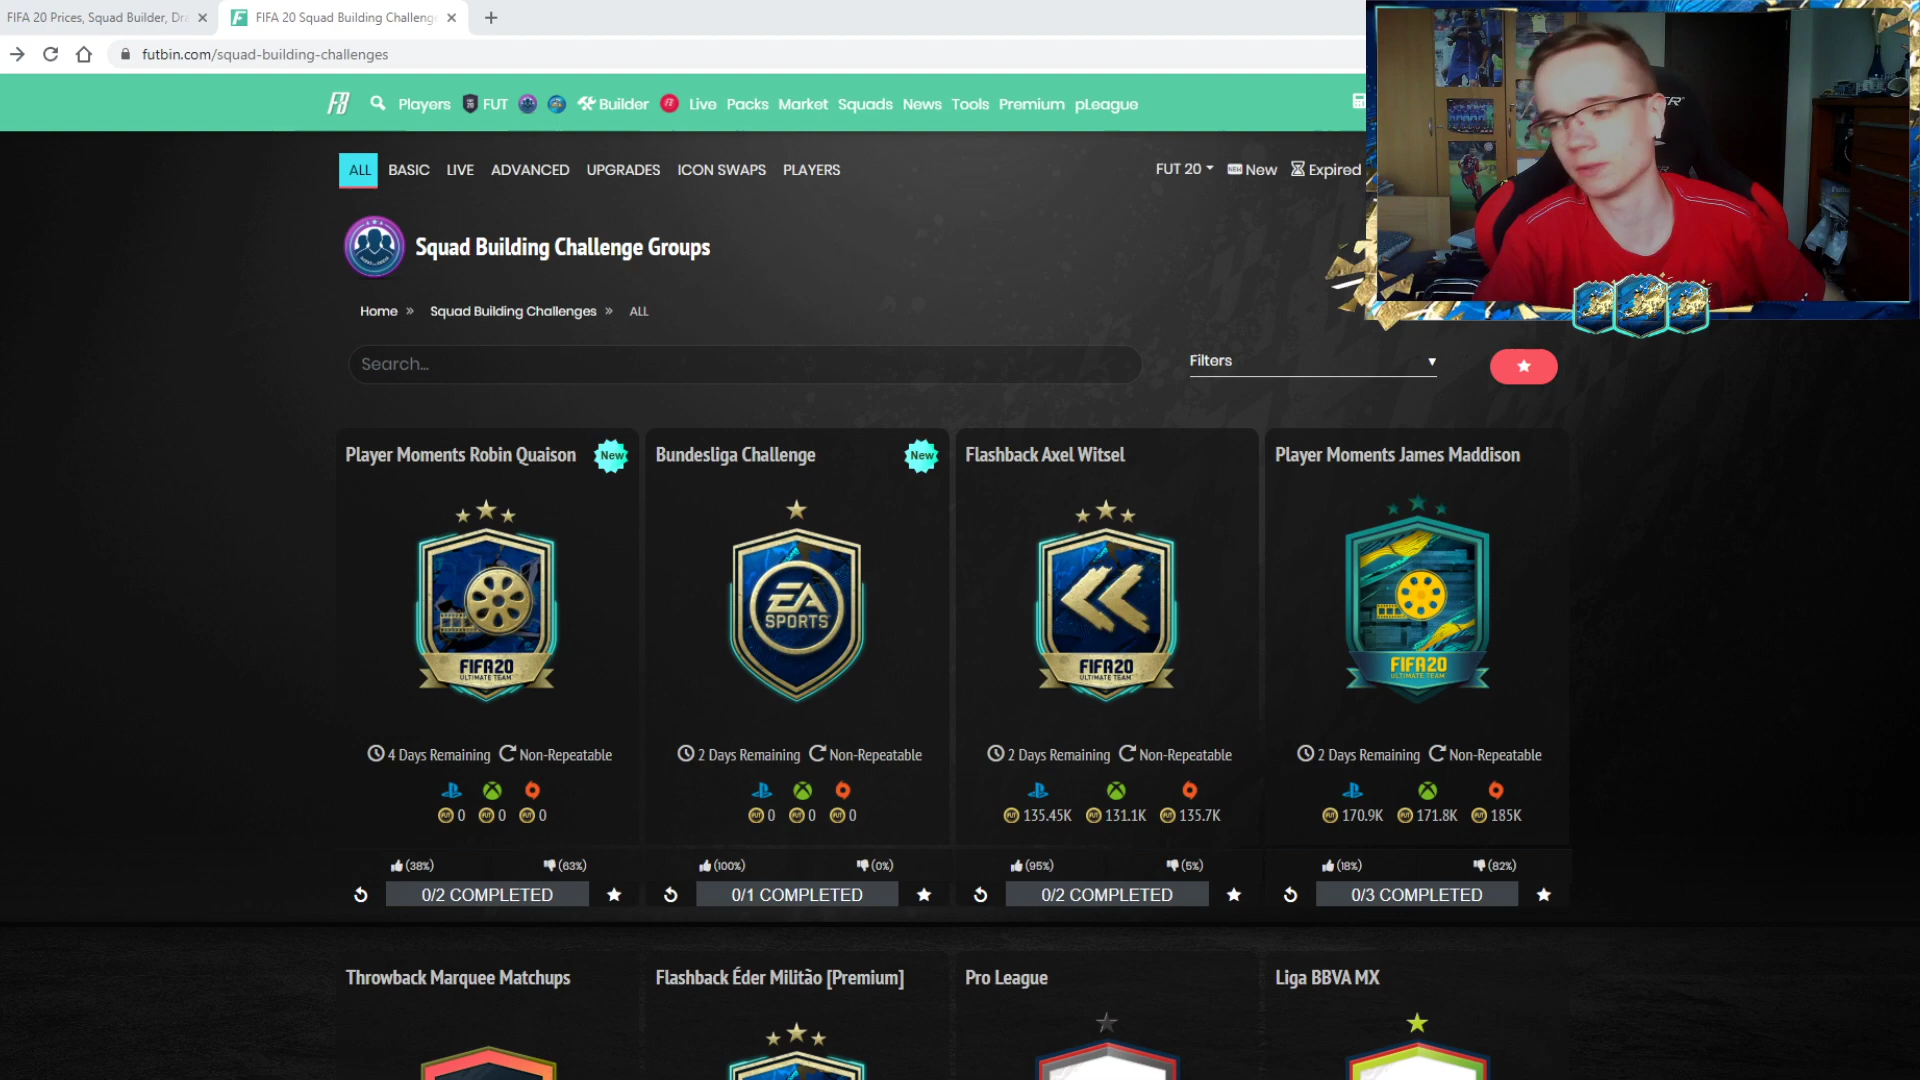 FIFA 20 Prices, Squad Builder, Dra
FIFA 20 Squad Building Challenge
futbin.com/squad-building-challenges
Players FUT Builder Live Packs Market Squads News Tools Premium pLeague
ALL BASIC LIVE ADVANCED UPGRADES ICON SWAPS PLAYERS
FUT 20 NEW New Expired
Squad Building Challenge Groups
Home » Squad Building Challenges » ALL
Search...
Filters
Player Moments Robin Quaison New
Bundesliga Challenge New
Flashback Axel Witsel
Player Moments James Maddison
FIFA20
ULTIMATE TEAM
EA
SPORTS
FIFA20
ULTIMATE TEAM
FIFA20
ULTIMATE TEAM
4 Days Remaining Non-Repeatable
2 Days Remaining Non-Repeatable
2 Days Remaining Non-Repeatable
2 Days Remaining Non-Repeatable
0 0 0
0 0 0
135.45K 131.1K 135.7K
170.9K 171.8K 185K
(38%) (63%)
(100%) (0%)
(95%) (5%)
(18%) (82%)
0/2 COMPLETED
0/1 COMPLETED
0/2 COMPLETED
0/3 COMPLETED
Throwback Marquee Matchups
Flashback Éder Militão [Premium]
Pro League
Liga BBVA MX